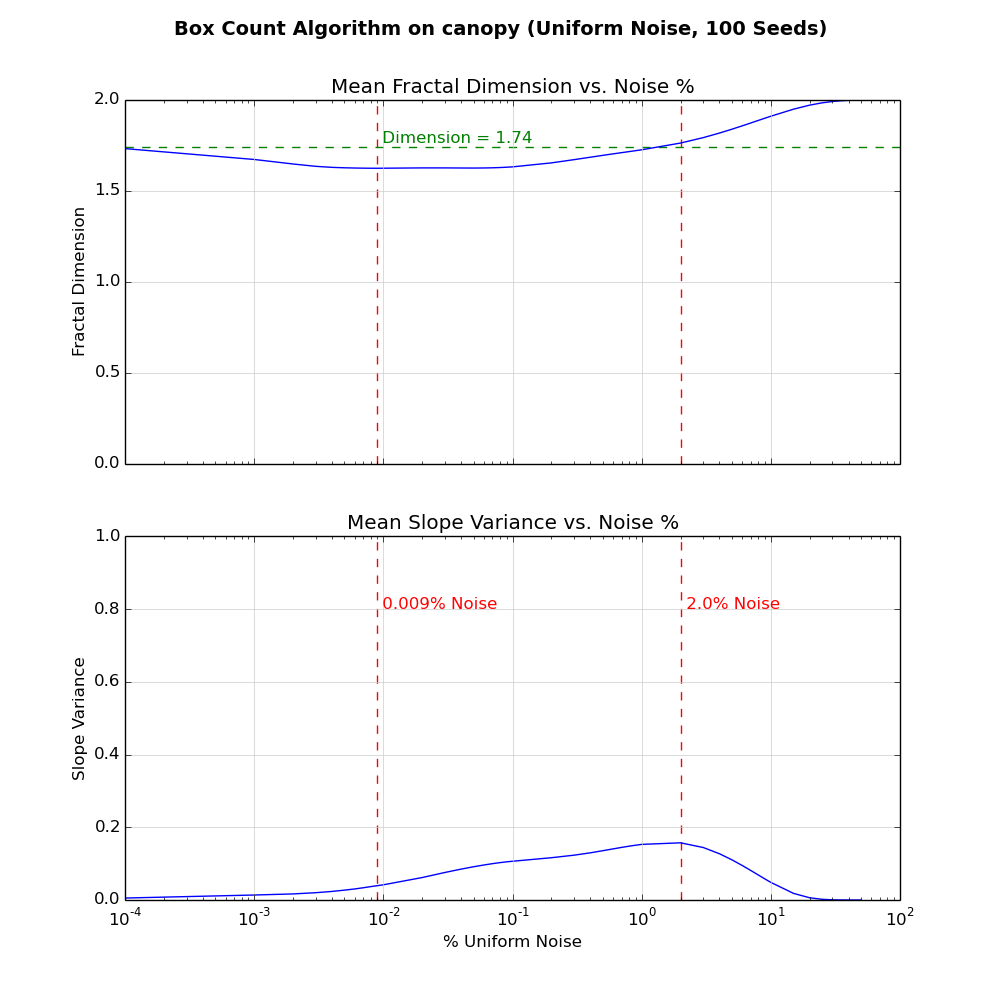 Box Count Algorithm on canopy (Uniform Noise, 100 Seeds)
Mean Fractal Dimension vs. Noise %
2.0
Dimension = 1.74
1.5
1.0
0.5
0.0
Fractal Dimension
Mean Slope Variance vs. Noise %
1.0
0.8
0.009% Noise
2.0% Noise
0.6
0.4
0.2
0.0
Slope Variance
10^-4 10^-3 10^-2 10^-1 10^0 10^1 10^2
% Uniform Noise